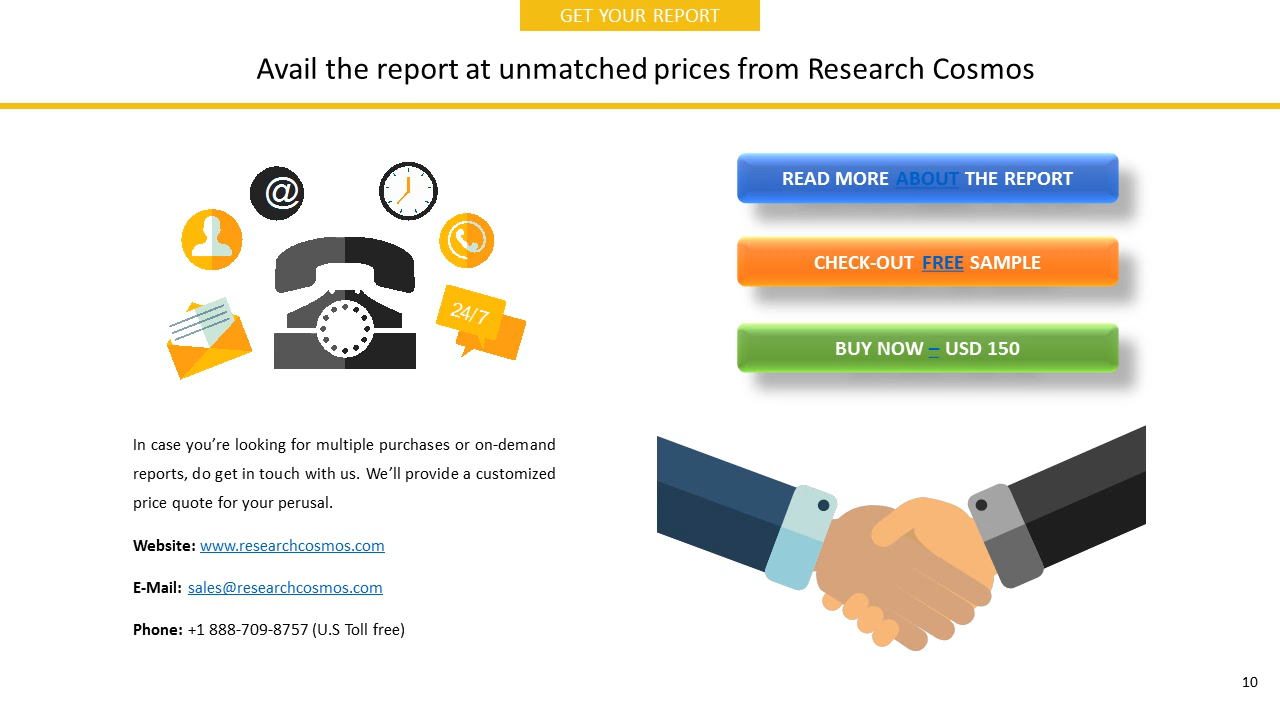 GET YOUR REPORT
Avail the report at unmatched prices from Research Cosmos
@
24/7
READ MORE ABOUT THE REPORT
CHECK-OUT FREE SAMPLE
BUY NOW – USD 150
In case you’re looking for multiple purchases or on-demand
reports, do get in touch with us. We’ll provide a customized
price quote for your perusal.
Website: www.researchcosmos.com
E-Mail: sales@researchcosmos.com
Phone: +1 888-709-8757 (U.S Toll free)
10